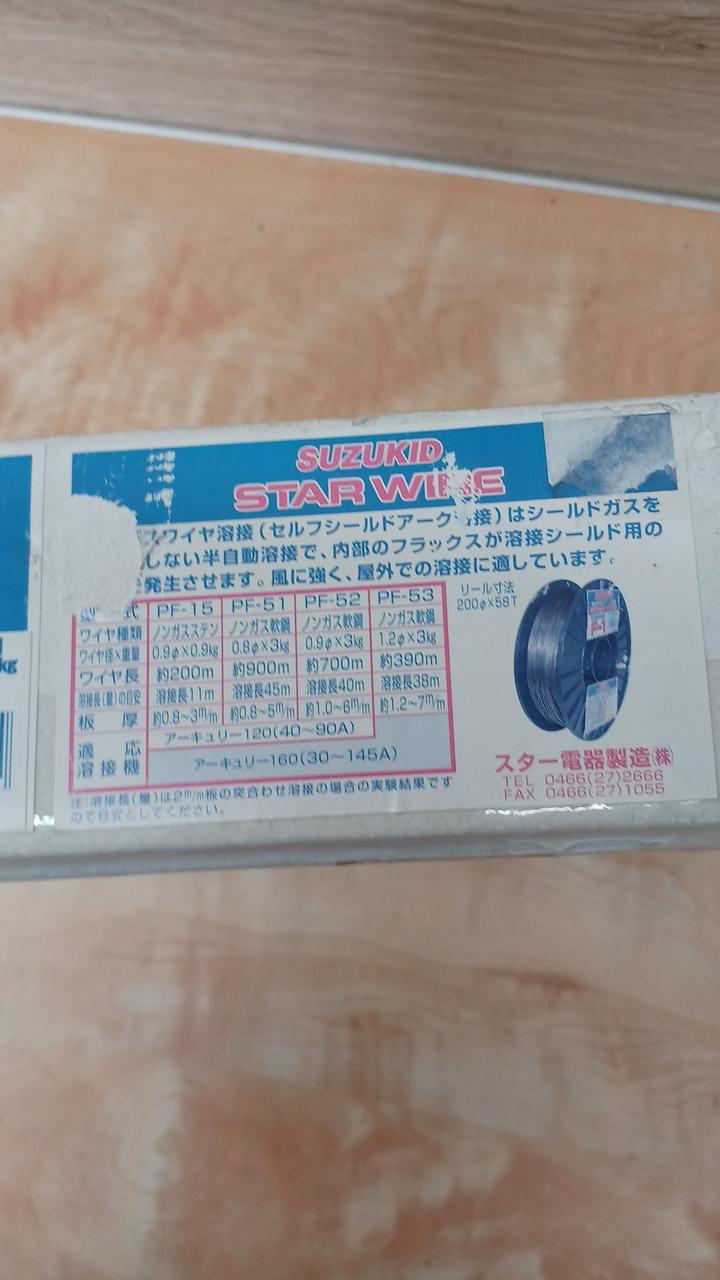 SUZUKID
STAR WIRE
ワイヤ溶接(セルフシールドアーク溶接)はシールドガスを
しない半自動溶接で、内部のフラックスが溶接シールド用の
発生させます。風に強く、屋外での溶接に適しています。
型式 PF-15 PF-51 PF-52 PF-53
ワイヤ種類 ノンガスステン ノンガス軟鋼 ノンガス軟鋼 ノンガス軟鋼
ワイヤ径×重量 0.9φ×0.9kg 0.8φ×3kg 0.9φ×3kg 1.2φ×3kg
ワイヤ長 約200m 約900m 約700m 約390m
溶接長(量)の目安 溶接長11m 溶接長45m 溶接長40m 溶接長38m
板厚 約0.8~3m/m 約0.8~5m/m 約1.0~6m/m 約1.2~7m/m
適応溶接機 アーキュリー120(40~90A)
アーキュリー160(30~145A)
注:溶接長(量)は2m/m板の突合わせ溶接の場合の実験結果です
ので目安としてください。
リール寸法
200φ×58T
スター電器製造(株)
TEL 0466(27)2666
FAX 0466(27)1055
kg